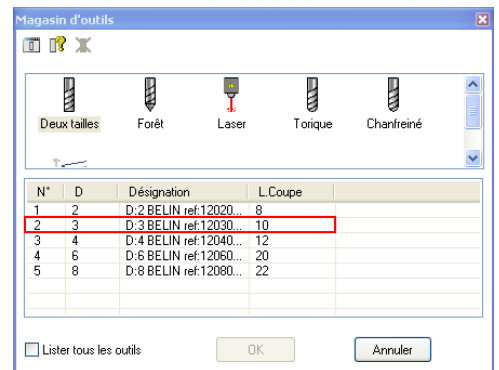 Magasin d'outils
Deux tailles Forêt Laser Torique Chanfreiné
N° D Désignation L.Coupe
1 2 D:2 BELIN ref:12020... 8
2 3 D:3 BELIN ref:12030... 10
3 4 D:4 BELIN ref:12040... 12
4 6 D:6 BELIN ref:12060... 20
5 8 D:8 BELIN ref:12080... 22
Lister tous les outils OK Annuler